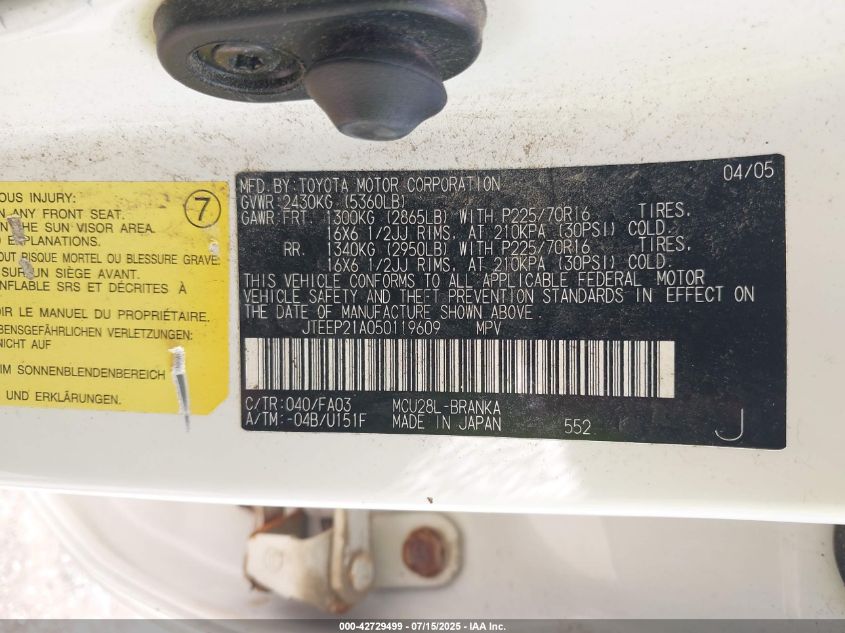 OUS INJURY:
N ANY FRONT SEAT.
N THE SUN VISOR AREA.
7
OUT RISQUE MORTEL OU BLESSURE GRAVE
SUR UN SIÈGE AVANT.
NFLABLE SRS ET DÉCRITES À
OIR LE MANUEL DU PROPRIÉTAIRE.
BENSGEFÄHRLICHEN VERLETZUNGEN:
NICHT AUF
IM SONNENBLENDENBEREICH
UND ERKLÄRUNGEN.
04/05
MFD.BY:TOYOTA MOTOR CORPORATION
GVWR:2430KG (5360LB)
GAWR:FRT. 1300KG (2865LB) WITH P225/70R16 TIRES.
16X6 1/2JJ RIMS. AT 210KPA (30PSI) COLD.
RR. 1340KG (2950LB) WITH P225/70R16 TIRES.
16X6 1/2JJ RIMS. AT 210KPA (30PSI) COLD.
THIS VEHICLE CONFORMS TO ALL APPLICABLE FEDERAL MOTOR
VEHICLE SAFETY AND THEFT PREVENTION STANDARDS IN EFFECT ON
THE DATE OF MANUFACTURE SHOWN ABOVE.
JTEEP21A050119609 MPV
C/TR:040/FA03 MCU28L-BRANKA
A/TM:-04B/U151F MADE IN JAPAN 552 J
000-42729499 - 07/15/2025 - IAA Inc.